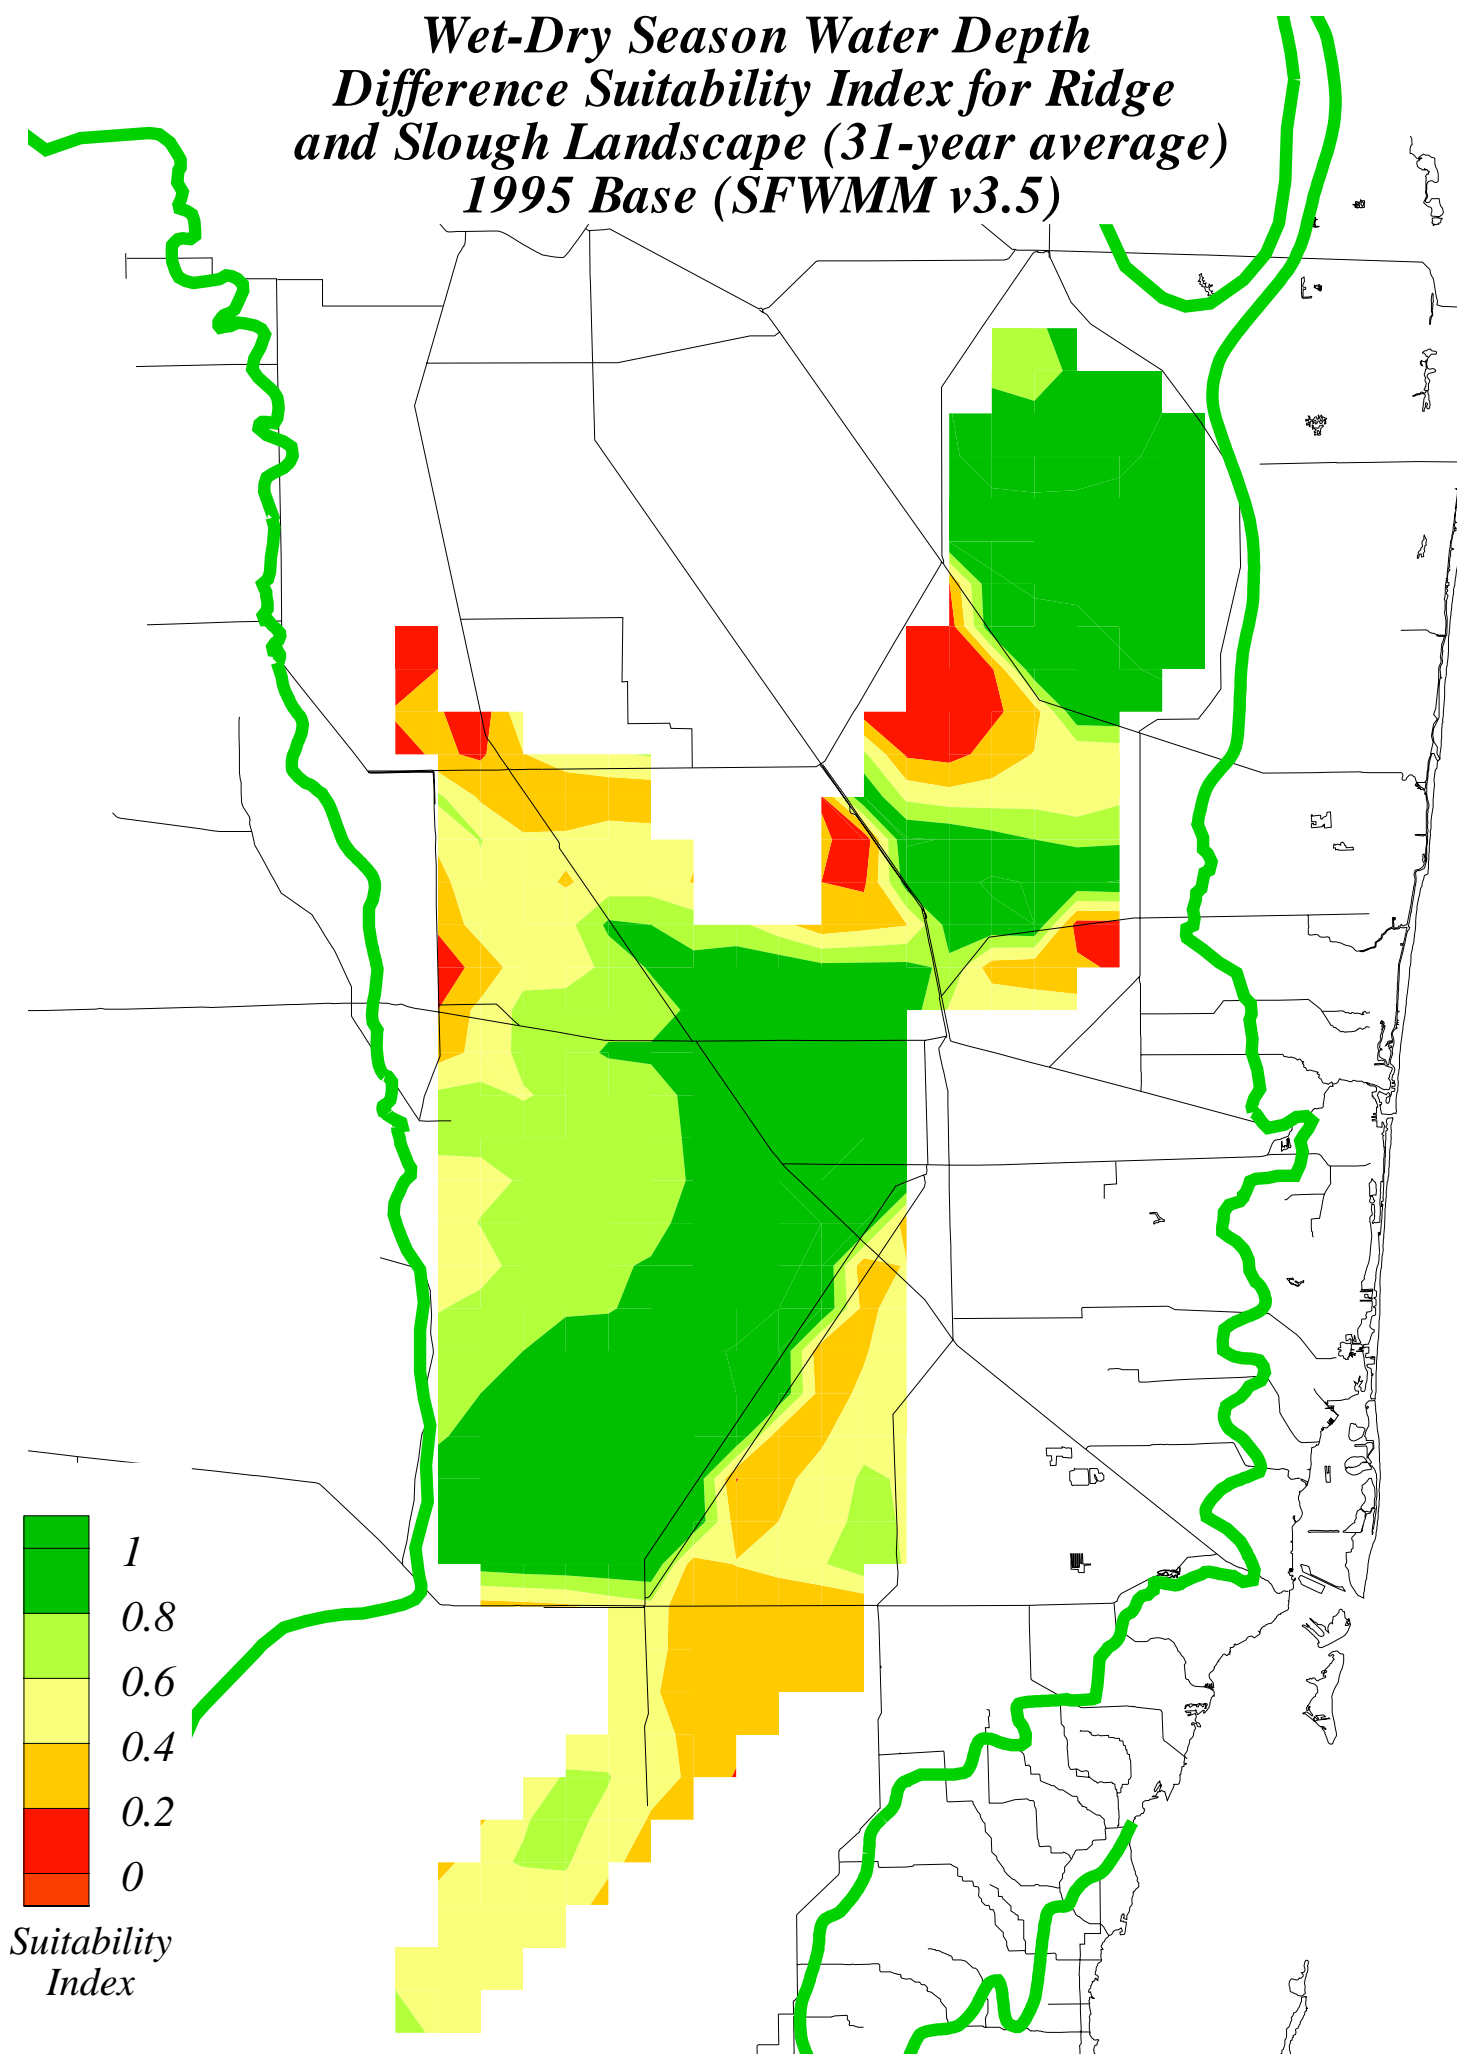 Wet-Dry Season Water Depth
Difference Suitability Index for Ridge
and Slough Landscape (31-year average)
1995 Base (SFWMM v3.5)
1
0.8
0.6
0.4
0.2
0
Suitability
Index